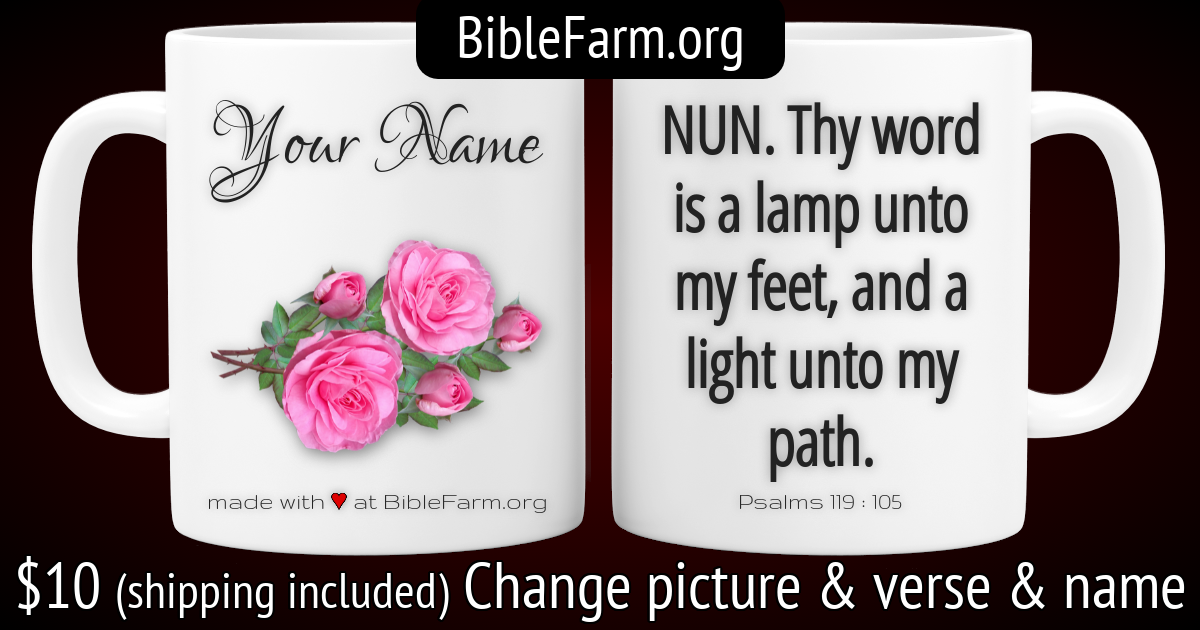 BibleFarm.org
Your Name
made with ♥ at BibleFarm.org
NUN. Thy word
is a lamp unto
my feet, and a
light unto my
path.
Psalms 119 : 105
$10 (shipping included) Change picture & verse & name